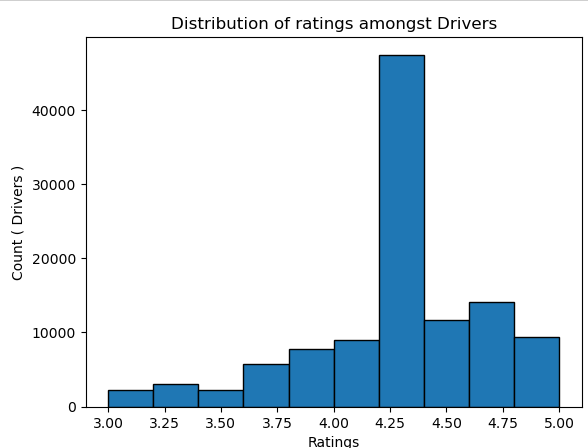 Distribution of ratings amongst Drivers
Count ( Drivers )
40000
30000
20000
10000
0
3.00 3.25 3.50 3.75 4.00 4.25 4.50 4.75 5.00
Ratings